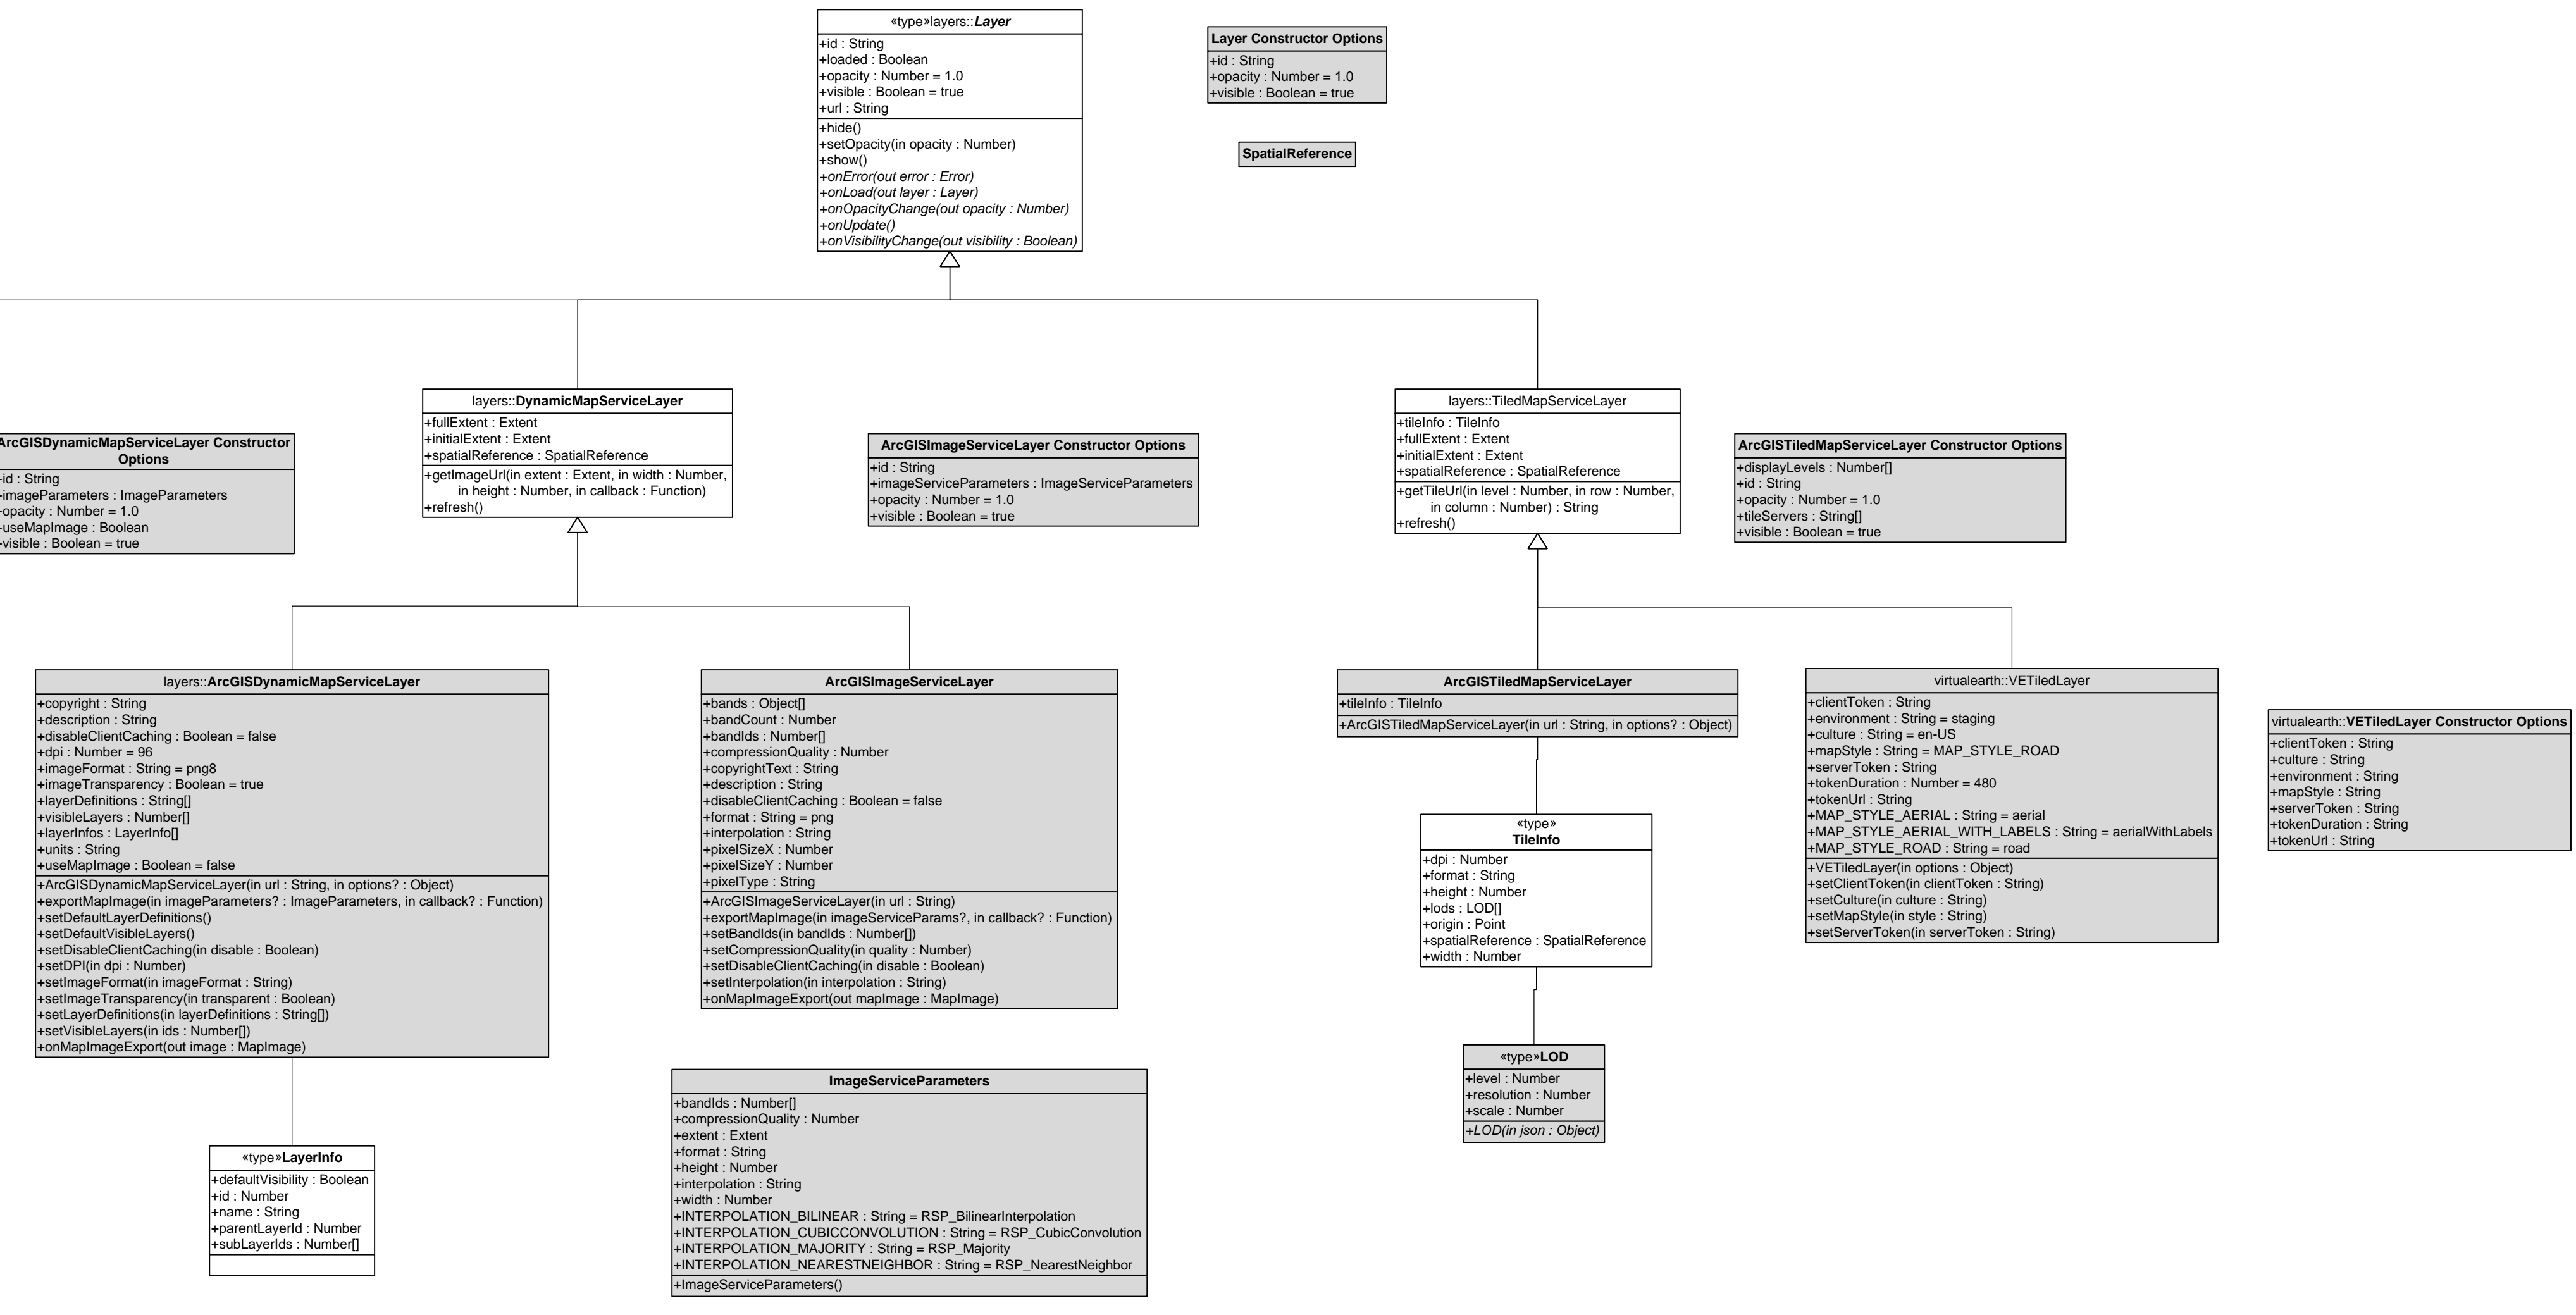 «type»layers::Layer
+id : String
+loaded : Boolean
+opacity : Number = 1.0
+visible : Boolean = true
+url : String
+hide()
+setOpacity(in opacity : Number)
+show()
+onError(out error : Error)
+onLoad(out layer : Layer)
+onOpacityChange(out opacity : Number)
+onUpdate()
+onVisibilityChange(out visibility : Boolean)
Layer Constructor Options
+id : String
+opacity : Number = 1.0
+visible : Boolean = true
SpatialReference
ArcGISDynamicMapServiceLayer Constructor
Options
+id : String
+imageParameters : ImageParameters
+opacity : Number = 1.0
+useMapImage : Boolean
+visible : Boolean = true
layers::DynamicMapServiceLayer
+fullExtent : Extent
+initialExtent : Extent
+spatialReference : SpatialReference
+getImageUrl(in extent : Extent, in width : Number,
in height : Number, in callback : Function)
+refresh()
ArcGISImageServiceLayer Constructor Options
+id : String
+imageServiceParameters : ImageServiceParameters
+opacity : Number = 1.0
+visible : Boolean = true
layers::TiledMapServiceLayer
+tileInfo : TileInfo
+fullExtent : Extent
+initialExtent : Extent
+spatialReference : SpatialReference
+getTileUrl(in level : Number, in row : Number,
in column : Number) : String
+refresh()
ArcGISTiledMapServiceLayer Constructor Options
+displayLevels : Number[]
+id : String
+opacity : Number = 1.0
+tileServers : String[]
+visible : Boolean = true
layers::ArcGISDynamicMapServiceLayer
+copyright : String
+description : String
+disableClientCaching : Boolean = false
+dpi : Number = 96
+imageFormat : String = png8
+imageTransparency : Boolean = true
+layerDefinitions : String[]
+visibleLayers : Number[]
+layerInfos : LayerInfo[]
+units : String
+useMapImage : Boolean = false
+ArcGISDynamicMapServiceLayer(in url : String, in options? : Object)
+exportMapImage(in imageParameters? : ImageParameters, in callback? : Function)
+setDefaultLayerDefinitions()
+setDefaultVisibleLayers()
+setDisableClientCaching(in disable : Boolean)
+setDPI(in dpi : Number)
+setImageFormat(in imageFormat : String)
+setImageTransparency(in transparent : Boolean)
+setLayerDefinitions(in layerDefinitions : String[])
+setVisibleLayers(in ids : Number[])
+onMapImageExport(out image : MapImage)
ArcGISImageServiceLayer
+bands : Object[]
+bandCount : Number
+bandIds : Number[]
+compressionQuality : Number
+copyrightText : String
+description : String
+disableClientCaching : Boolean = false
+format : String = png
+interpolation : String
+pixelSizeX : Number
+pixelSizeY : Number
+pixelType : String
+ArcGISImageServiceLayer(in url : String)
+exportMapImage(in imageServiceParams?, in callback? : Function)
+setBandIds(in bandIds : Number[])
+setCompressionQuality(in quality : Number)
+setDisableClientCaching(in disable : Boolean)
+setInterpolation(in interpolation : String)
+onMapImageExport(out mapImage : MapImage)
ArcGISTiledMapServiceLayer
+tileInfo : TileInfo
+ArcGISTiledMapServiceLayer(in url : String, in options? : Object)
virtualearth::VETiledLayer
+clientToken : String
+environment : String = staging
+culture : String = en-US
+mapStyle : String = MAP_STYLE_ROAD
+serverToken : String
+tokenDuration : Number = 480
+tokenUrl : String
+MAP_STYLE_AERIAL : String = aerial
+MAP_STYLE_AERIAL_WITH_LABELS : String = aerialWithLabels
+MAP_STYLE_ROAD : String = road
+VETiledLayer(in options : Object)
+setClientToken(in clientToken : String)
+setCulture(in culture : String)
+setMapStyle(in style : String)
+setServerToken(in serverToken : String)
virtualearth::VETiledLayer Constructor Options
+clientToken : String
+culture : String
+environment : String
+mapStyle : String
+serverToken : String
+tokenDuration : String
+tokenUrl : String
«type»
TileInfo
+dpi : Number
+format : String
+height : Number
+lods : LOD[]
+origin : Point
+spatialReference : SpatialReference
+width : Number
«type»LOD
+level : Number
+resolution : Number
+scale : Number
+LOD(in json : Object)
«type»LayerInfo
+defaultVisibility : Boolean
+id : Number
+name : String
+parentLayerId : Number
+subLayerIds : Number[]
ImageServiceParameters
+bandIds : Number[]
+compressionQuality : Number
+extent : Extent
+format : String
+height : Number
+interpolation : String
+width : Number
+INTERPOLATION_BILINEAR : String = RSP_BilinearInterpolation
+INTERPOLATION_CUBICCONVOLUTION : String = RSP_CubicConvolution
+INTERPOLATION_MAJORITY : String = RSP_Majority
+INTERPOLATION_NEARESTNEIGHBOR : String = RSP_NearestNeighbor
+ImageServiceParameters()